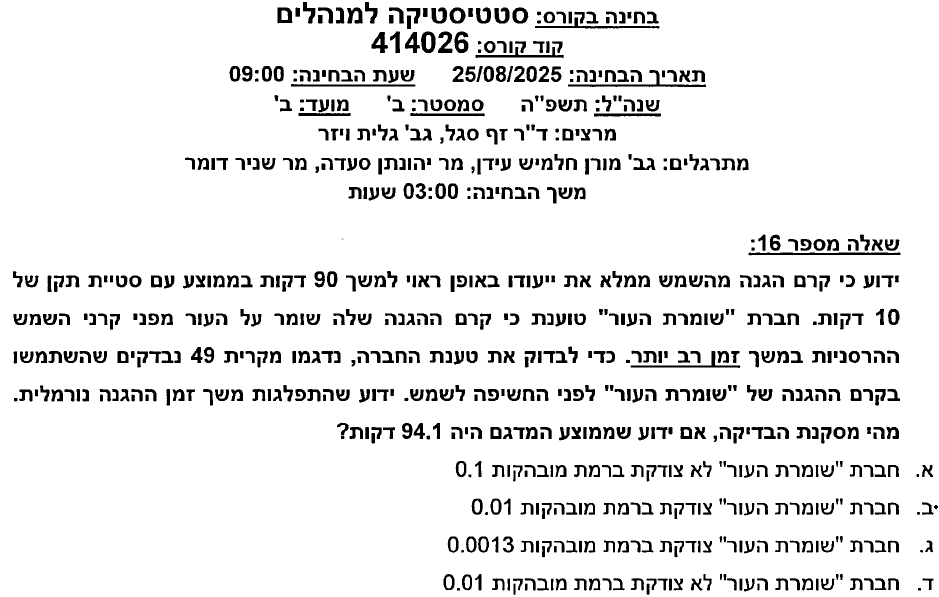 בחינה בקורס: סטטיסטיקה למנהלים
קוד קורס: 414026
תאריך הבחינה: 25/08/2025 שעת הבחינה: 09:00
שנה"ל: תשפ"ה סמסטר: ב' מועד: ב'
מרצים: ד"ר זף סגל, גב' גלית ויזר
מתרגלים: גב' מורן חלמיש עידן, מר יהונתן סעדה, מר שניר דומר
משך הבחינה: 03:00 שעות
שאלה מספר 16:
ידוע כי קרם הגנה מהשמש ממלא את ייעודו באופן ראוי למשך 90 דקות בממוצע עם סטיית תקן של
10 דקות. חברת "שומרת העור" טוענת כי קרם ההגנה שלה שומר על העור מפני קרני השמש
ההרסניות במשך זמן רב יותר. כדי לבדוק את טענת החברה, נדגמו מקרית 49 נבדקים שהשתמשו
בקרם ההגנה של "שומרת העור" לפני החשיפה לשמש. ידוע שהתפלגות משך זמן ההגנה נורמלית.
מהי מסקנת הבדיקה, אם ידוע שממוצע המדגם היה 94.1 דקות?
א. חברת "שומרת העור" לא צודקת ברמת מובהקות 0.1
ב. חברת "שומרת העור" צודקת ברמת מובהקות 0.01
ג. חברת "שומרת העור" צודקת ברמת מובהקות 0.0013
ד. חברת "שומרת העור" לא צודקת ברמת מובהקות 0.01